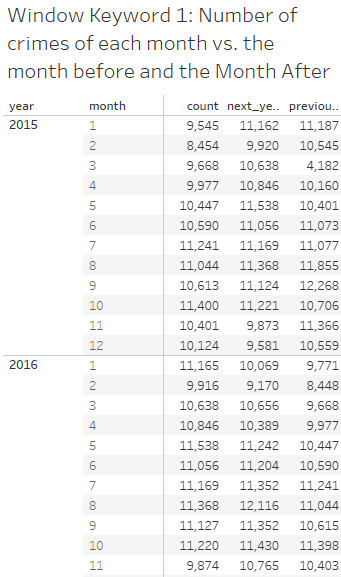 Window Keyword 1: Number of
crimes of each month vs. the
month before and the Month After
year month count next_ye.. previou..
2015 1 9,545 11,162 11,187
2 8,454 9,920 10,545
3 9,668 10,638 4,182
4 9,977 10,846 10,160
5 10,447 11,538 10,401
6 10,590 11,056 11,073
7 11,241 11,169 11,077
8 11,044 11,368 11,855
9 10,613 11,124 12,268
10 11,400 11,221 10,706
11 10,401 9,873 11,366
12 10,124 9,581 10,559
2016 1 11,165 10,069 9,771
2 9,916 9,170 8,448
3 10,638 10,656 9,668
4 10,846 10,389 9,977
5 11,538 11,242 10,447
6 11,056 11,204 10,590
7 11,169 11,352 11,241
8 11,368 12,116 11,044
9 11,127 11,352 10,615
10 11,220 11,430 11,398
11 9,874 10,765 10,403